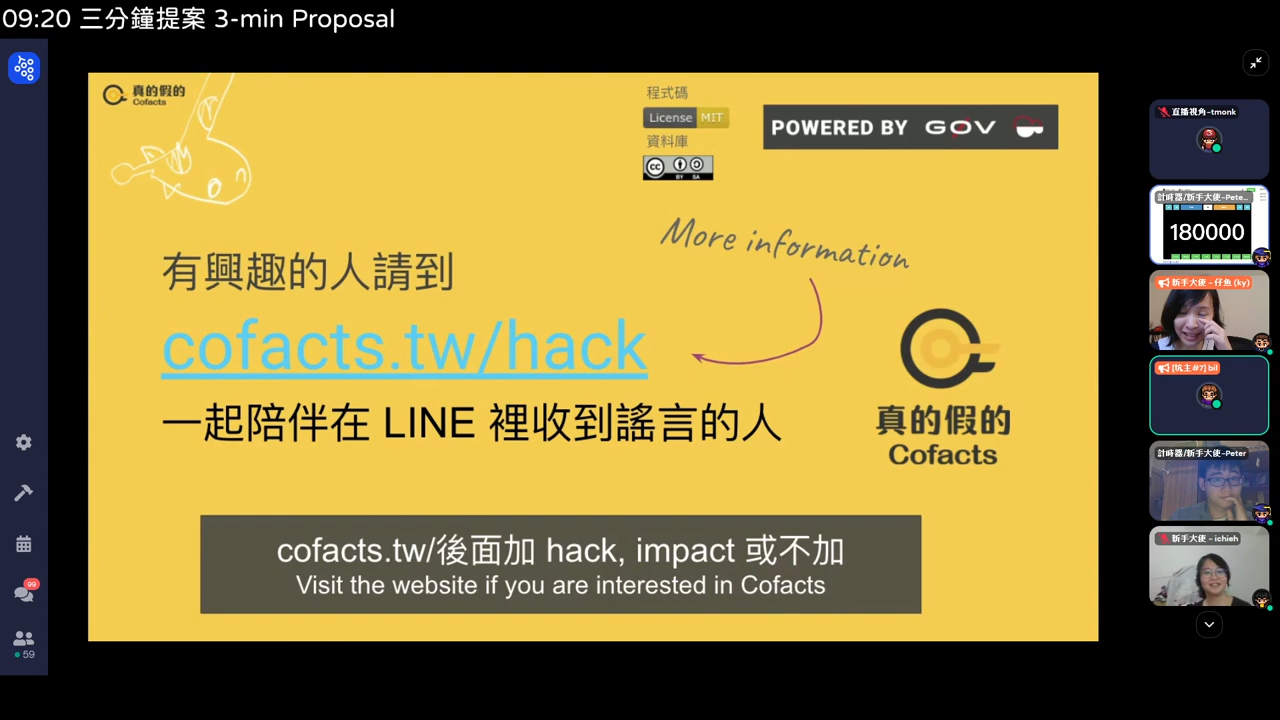 09:20 三分鐘提案 3-min Proposal
真的假的
Cofacts
程式碼
License MIT
資料庫
cc BY SA
POWERED BY G0V
More information
有興趣的人請到
cofacts.tw/hack
一起陪伴在 LINE 裡收到謠言的人
真的假的
Cofacts
cofacts.tw/後面加 hack, impact 或不加
Visit the website if you are interested in Cofacts
99
59
直播視角-tmonk
計時器/新手大使-Pete...
180000
新手大使 - 仔魚 (ky)
[坑主#7] bil
計時器/新手大使-Peter
新手大使 - ichieh